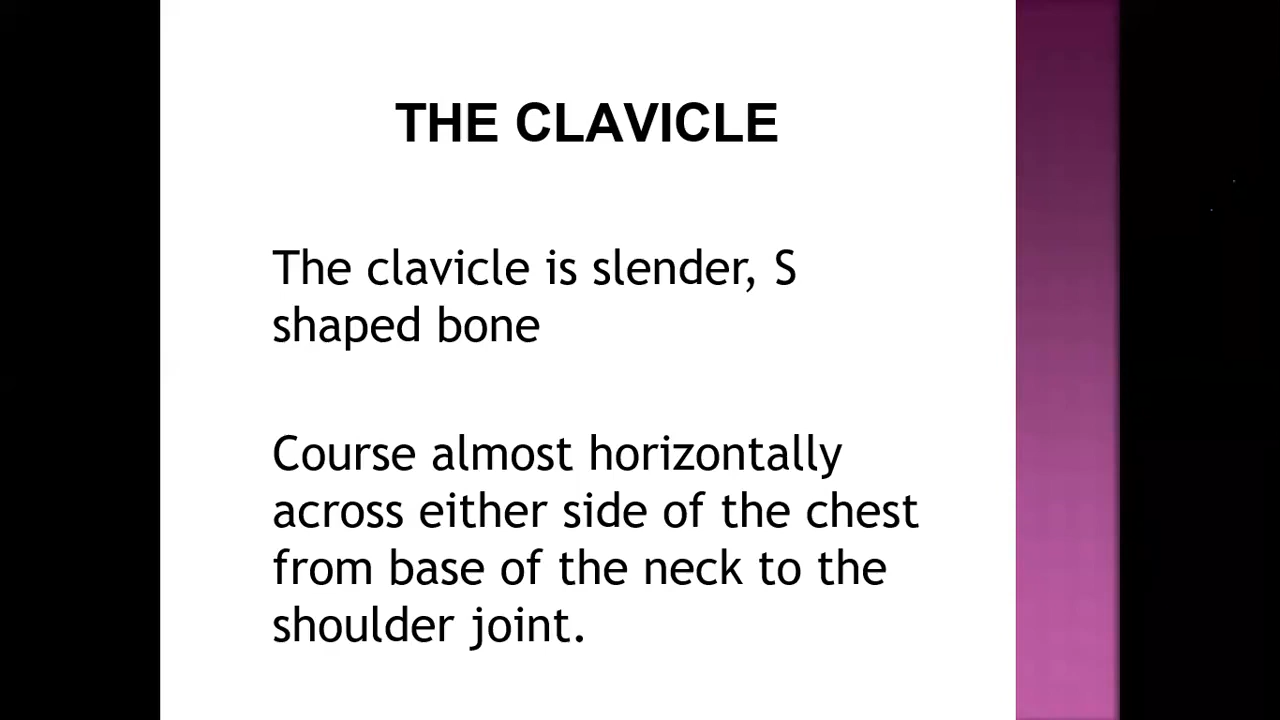 THE CLAVICLE
The clavicle is slender, S
shaped bone
Course almost horizontally
across either side of the chest
from base of the neck to the
shoulder joint.